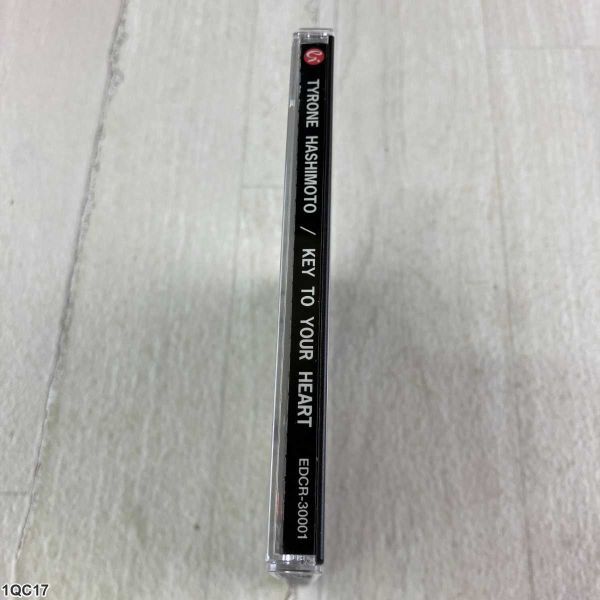 TYRONE HASHIMOTO / KEY TO YOUR HEART EDCR-30001
1QC17